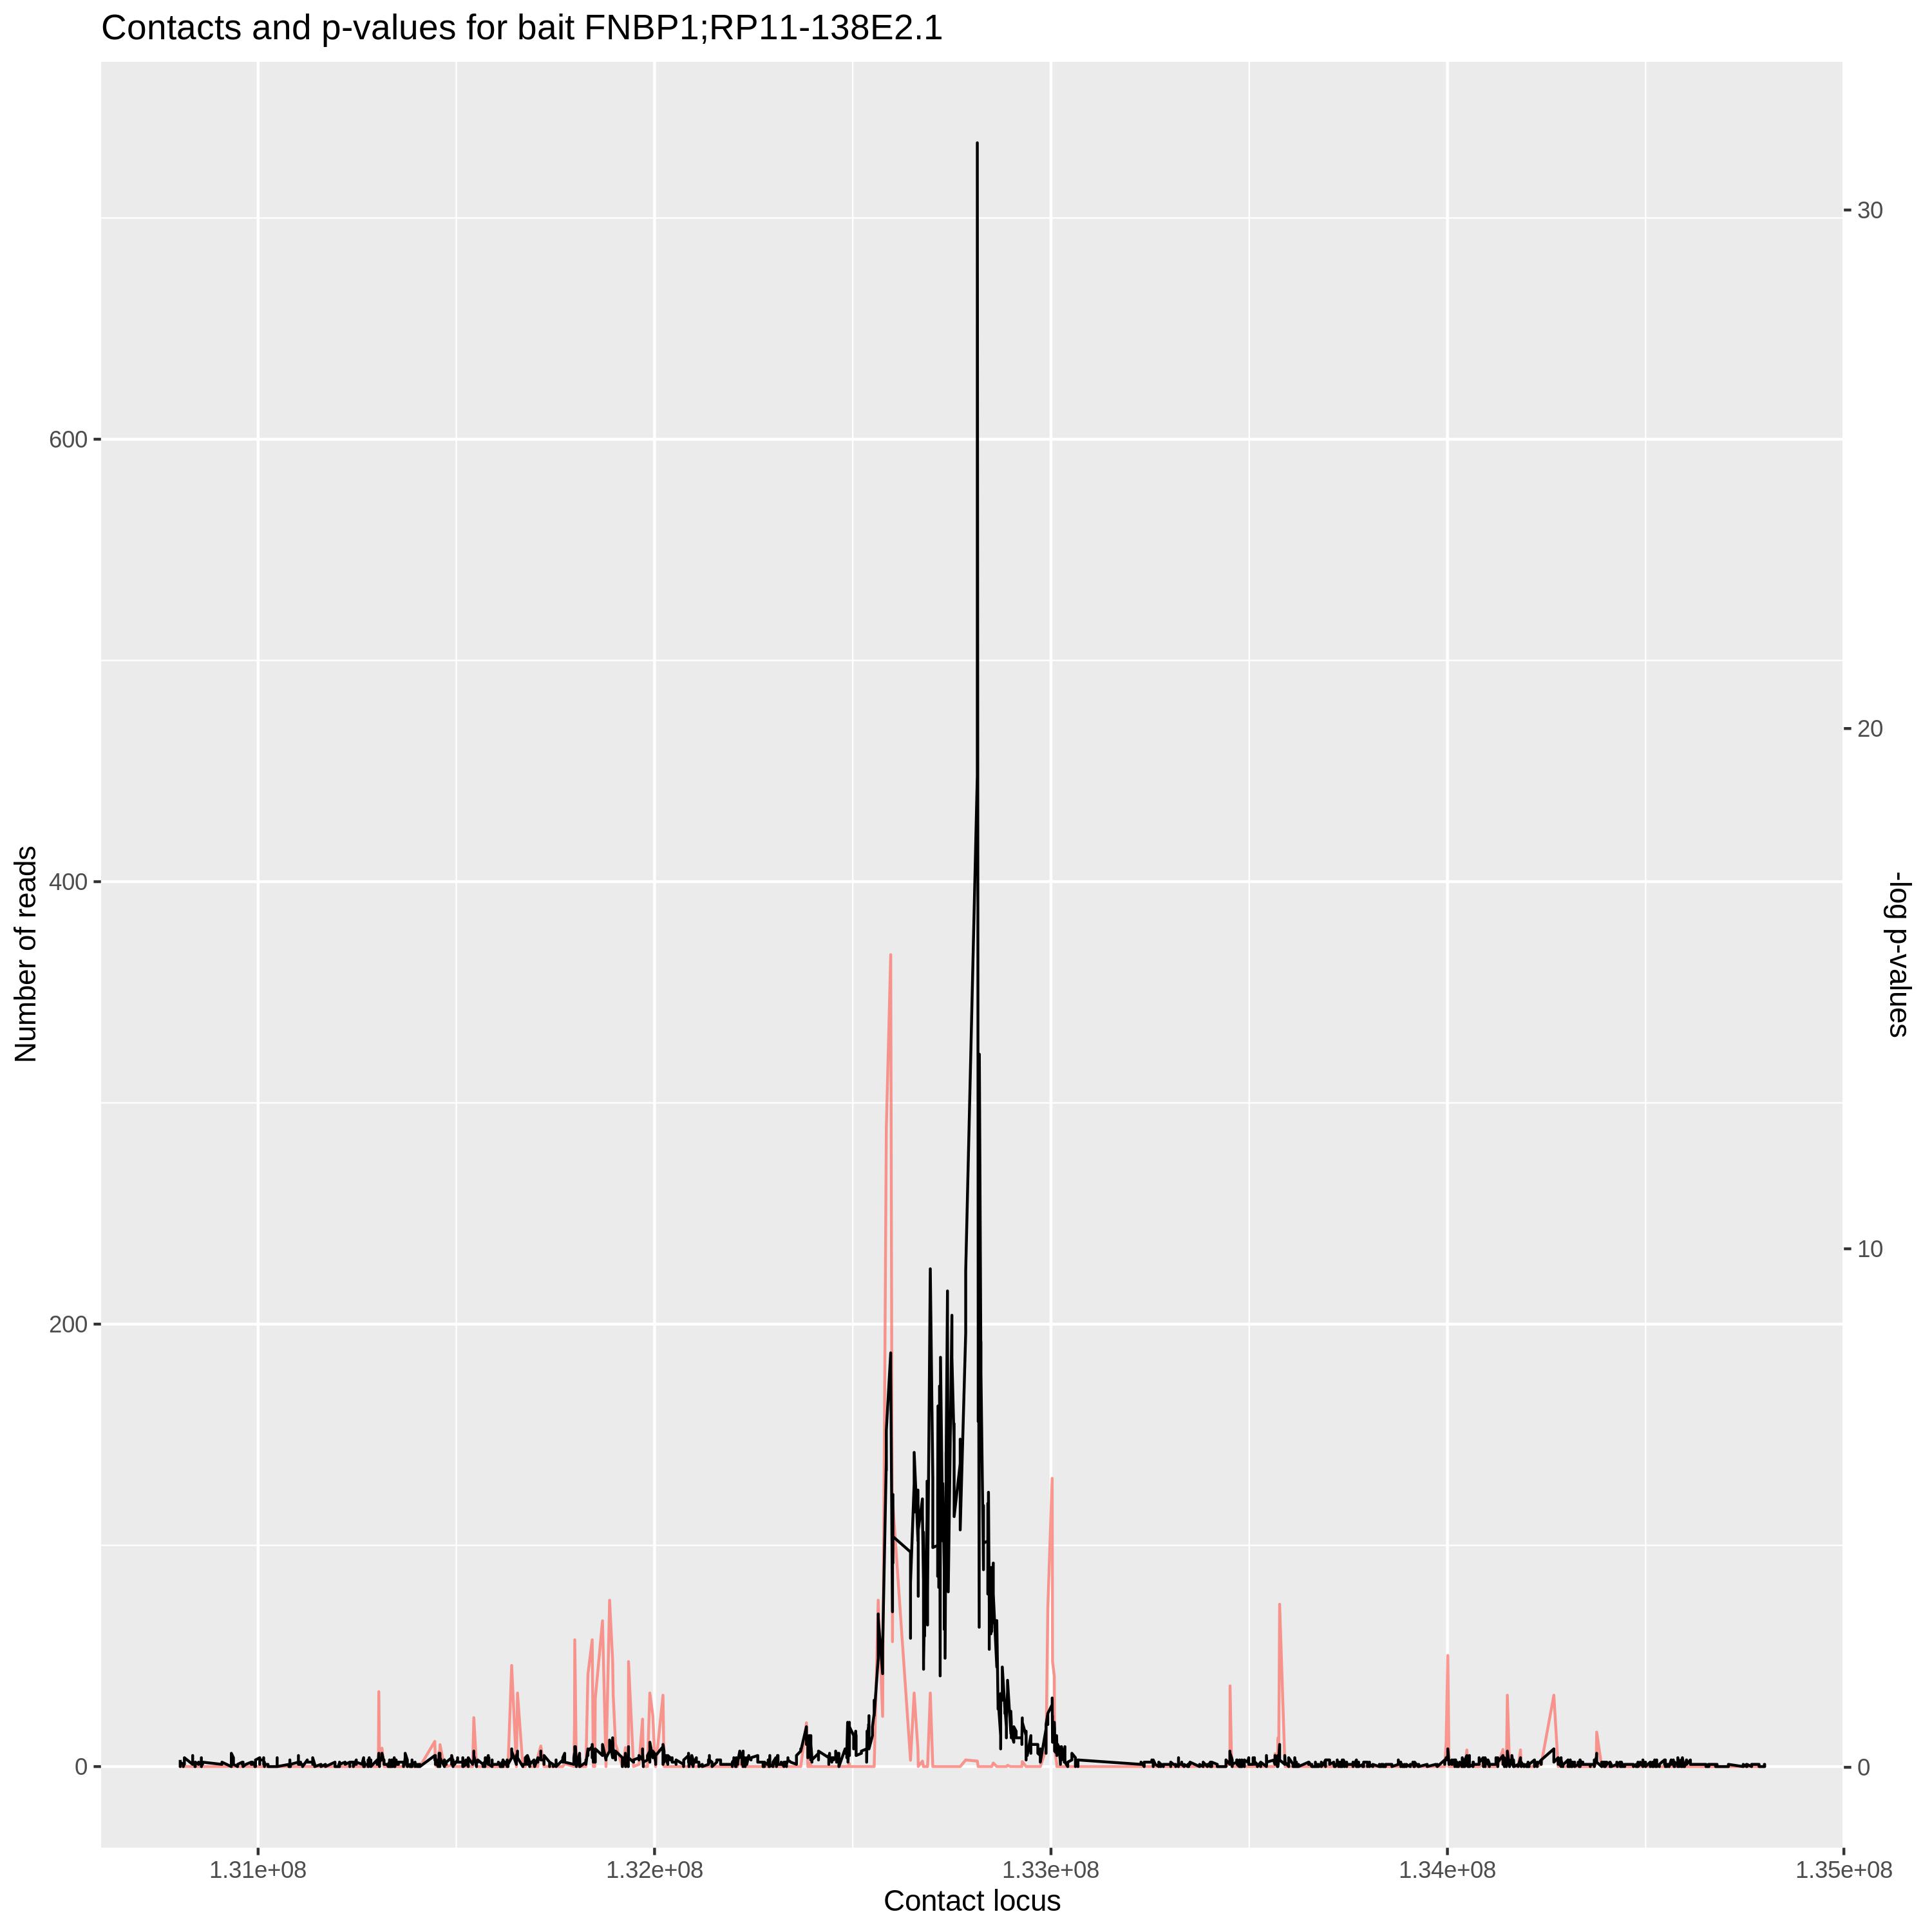 Contacts and p-values for bait FNBP1;RP11-138E2.1
Number of reads
600
400
200
0
30
20
10
0
-log p-values
1.31e+08
1.32e+08
1.33e+08
1.34e+08
1.35e+08
Contact locus